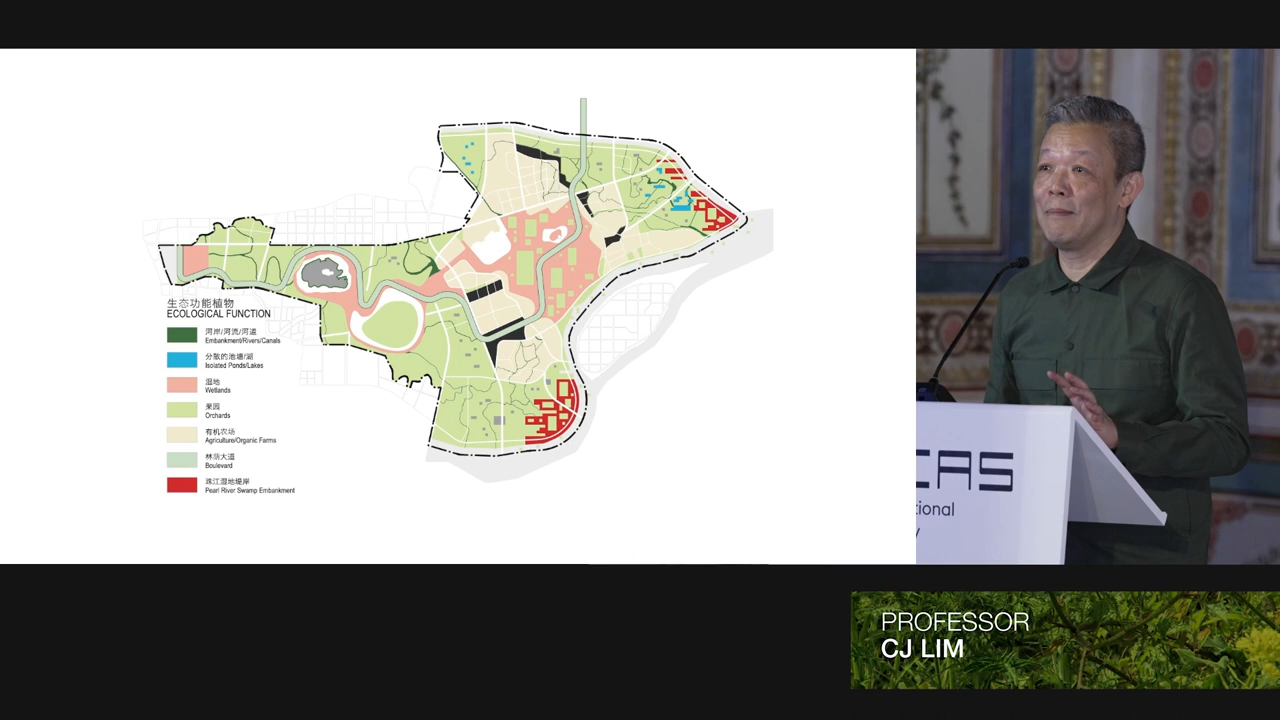 生态功能植物
ECOLOGICAL FUNCTION
河岸/河流/河道
Embankment/Rivers/Canals
分散的池塘/湖
Isolated Ponds/Lakes
湿地
Wetlands
果园
Orchards
有机农场
Agriculture/Organic Farms
林荫大道
Boulevard
珠江湿地堤岸
Pearl River Swamp Embankment
CAS
tional
y
PROFESSOR
CJ LIM